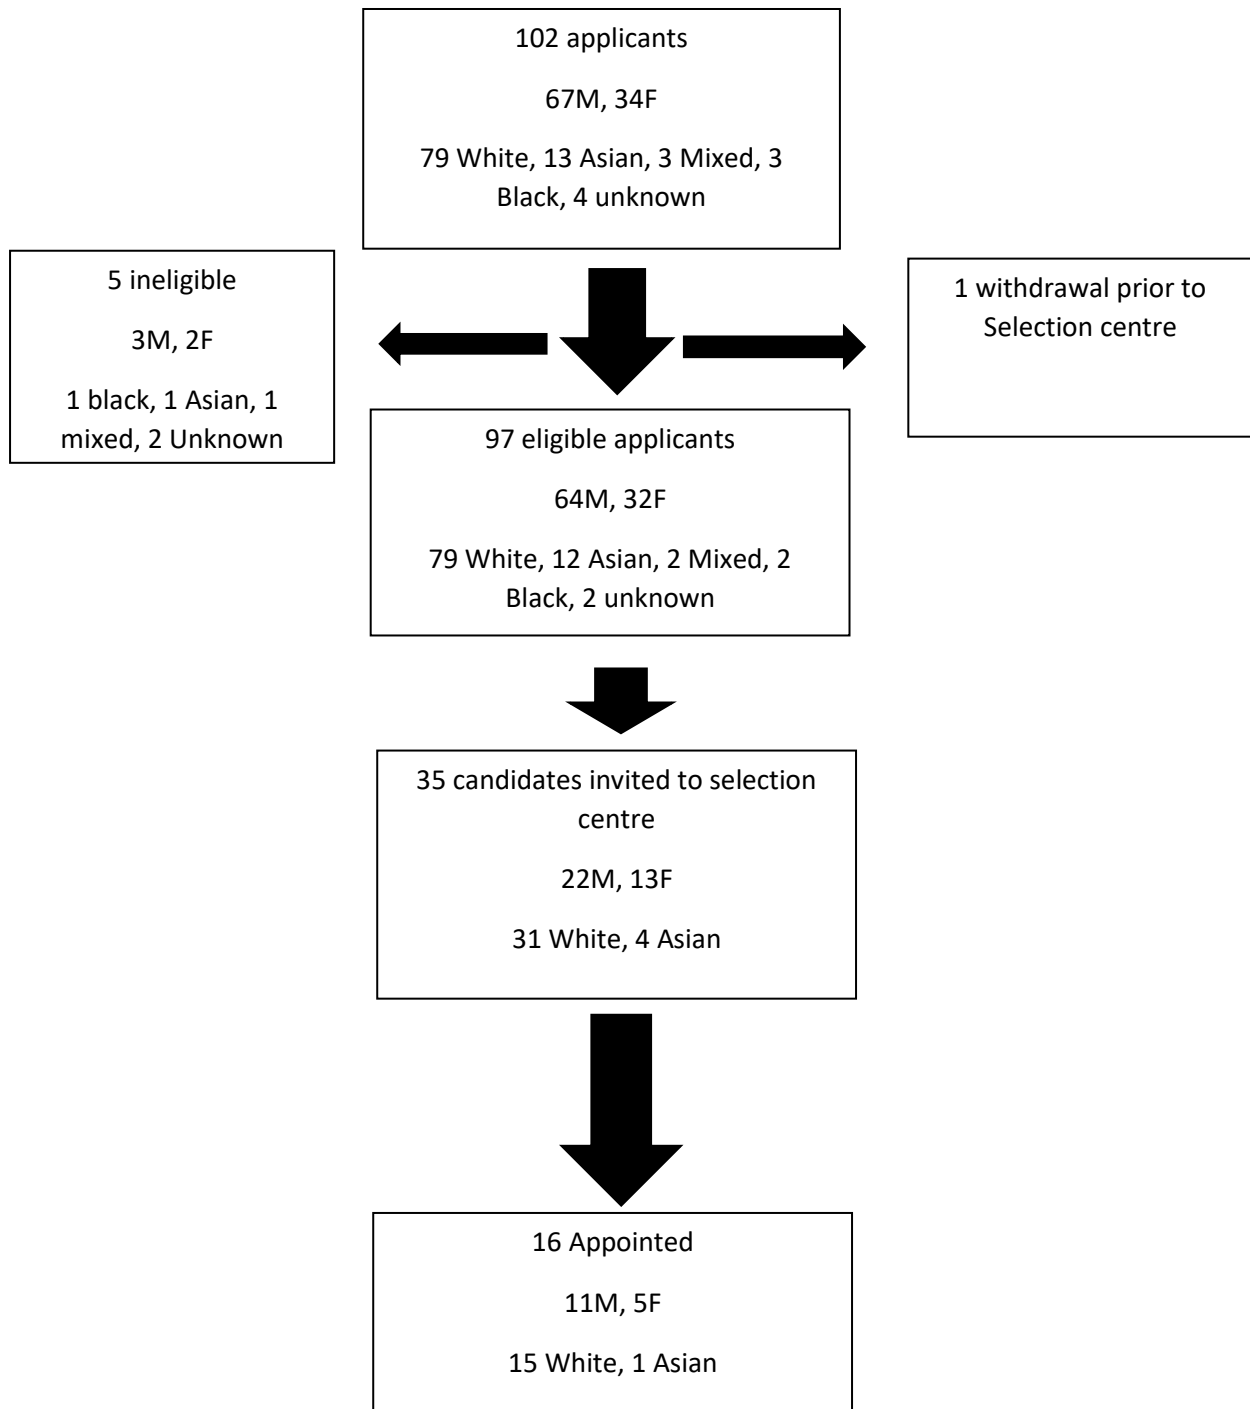 102 applicants
67M, 34F
79 White, 13 Asian, 3 Mixed, 3
Black, 4 unknown
5 ineligible
3M, 2F
1 black, 1 Asian, 1
mixed, 2 Unknown
1 withdrawal prior to
Selection centre
97 eligible applicants
64M, 32F
79 White, 12 Asian, 2 Mixed, 2
Black, 2 unknown
35 candidates invited to selection
centre
22M, 13F
31 White, 4 Asian
16 Appointed
11M, 5F
15 White, 1 Asian